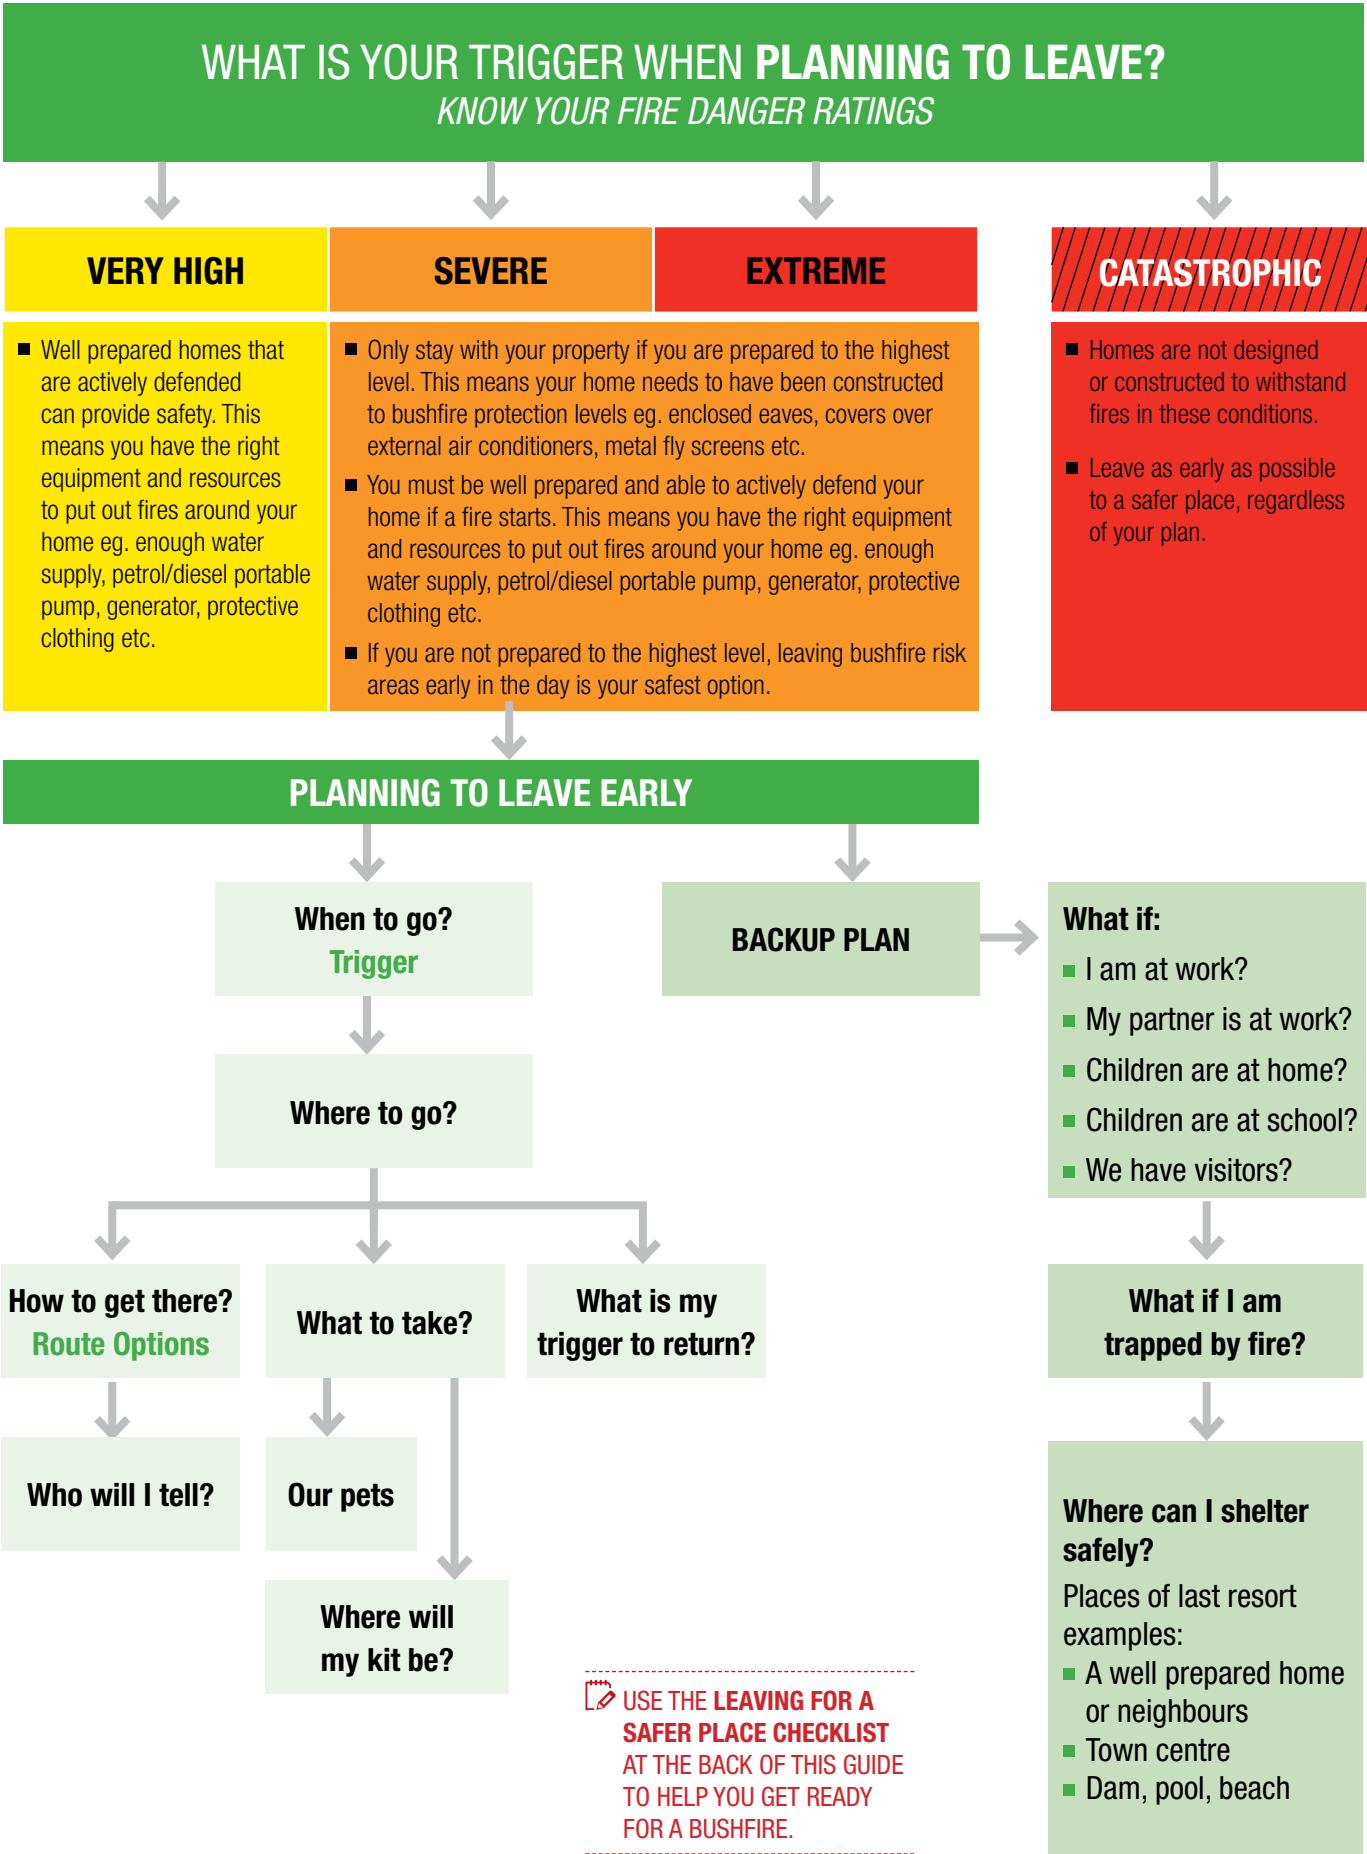 WHAT IS YOUR TRIGGER WHEN PLANNING TO LEAVE?
KNOW YOUR FIRE DANGER RATINGS
VERY HIGH
Well prepared homes that
are actively defended
can provide safety. This
means you have the right
equipment and resources
to put out fires around your
home eg. enough water
supply, petrol/diesel portable
pump, generator, protective
clothing etc.
SEVERE
EXTREME
Only stay with your property if you are prepared to the highest
level. This means your home needs to have been constructed
to bushfire protection levels eg. enclosed eaves, covers over
external air conditioners, metal fly screens etc.
You must be well prepared and able to actively defend your
home if a fire starts. This means you have the right equipment
and resources to put out fires around your home eg. enough
water supply, petrol/diesel portable pump, generator, protective
clothing etc.
If you are not prepared to the highest level, leaving bushfire risk
areas early in the day is your safest option.
CATASTROPHIC
Homes are not designed
or constructed to withstand
fires in these conditions.
Leave as early as possible
to a safer place, regardless
of your plan.
PLANNING TO LEAVE EARLY
When to go?
Trigger
Where to go?
How to get there?
Route Options
Who will I tell?
What to take?
Our pets
Where will
my kit be?
What is my
trigger to return?
BACKUP PLAN
What if:
I am at work?
My partner is at work?
Children are at home?
Children are at school?
We have visitors?
What if I am
trapped by fire?
Where can I shelter
safely?
Places of last resort
examples:
A well prepared home
or neighbours
Town centre
Dam, pool, beach
USE THE LEAVING FOR A
SAFER PLACE CHECKLIST
AT THE BACK OF THIS GUIDE
TO HELP YOU GET READY
FOR A BUSHFIRE.